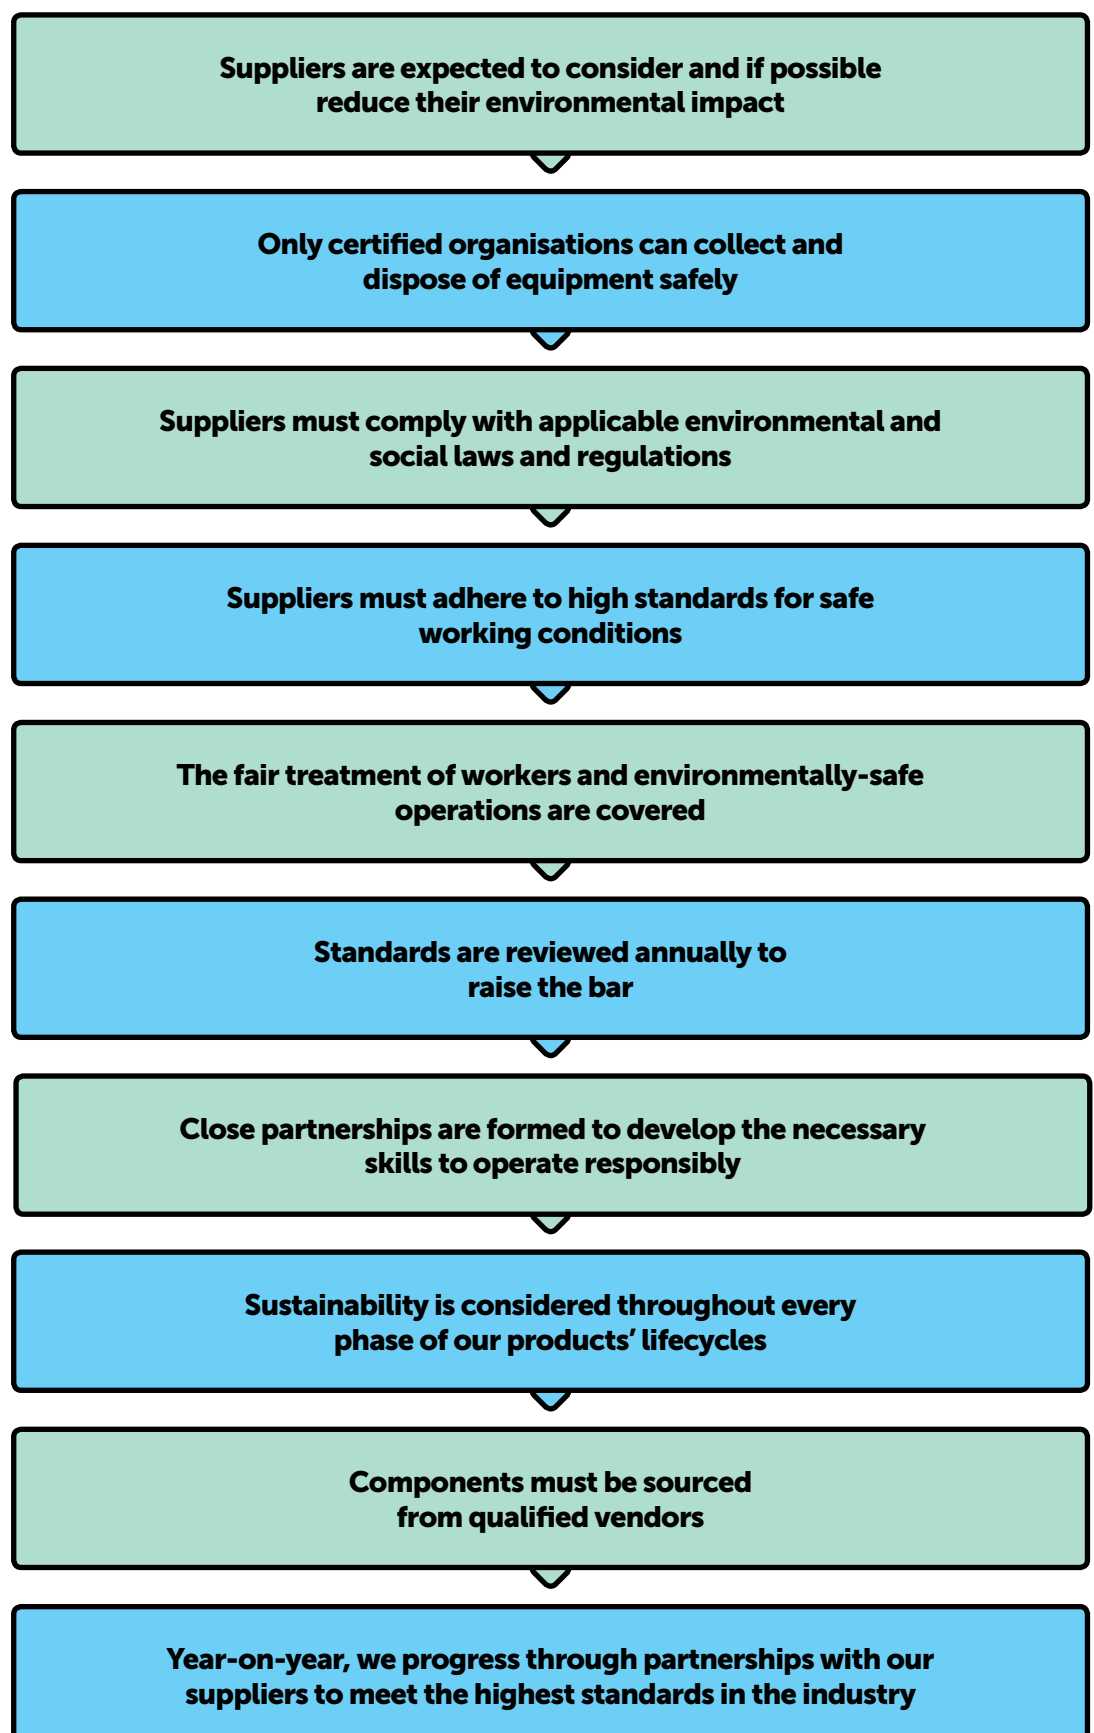 Suppliers are expected to consider and if possible
reduce their environmental impact
Only certified organisations can collect and
dispose of equipment safely
Suppliers must comply with applicable environmental and
social laws and regulations
Suppliers must adhere to high standards for safe
working conditions
The fair treatment of workers and environmentally-safe
operations are covered
Standards are reviewed annually to
raise the bar
Close partnerships are formed to develop the necessary
skills to operate responsibly
Sustainability is considered throughout every
phase of our products’ lifecycles
Components must be sourced
from qualified vendors
Year-on-year, we progress through partnerships with our
suppliers to meet the highest standards in the industry